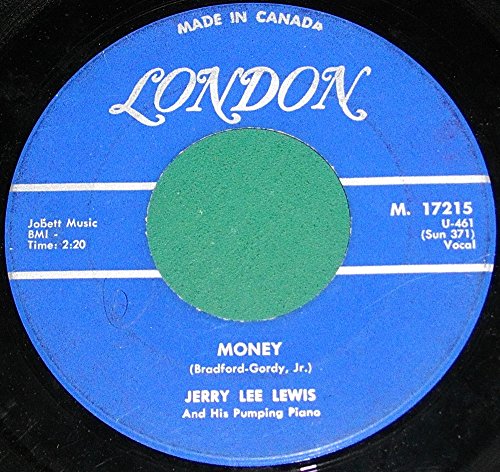 MADE IN CANADA
LONDON
Jobett Music
BMI -
Time: 2:20
M. 17215
U-461
(Sun 371)
Vocal
MONEY
(Bradford-Gordy, Jr.)
JERRY LEE LEWIS
And His Pumping Piano